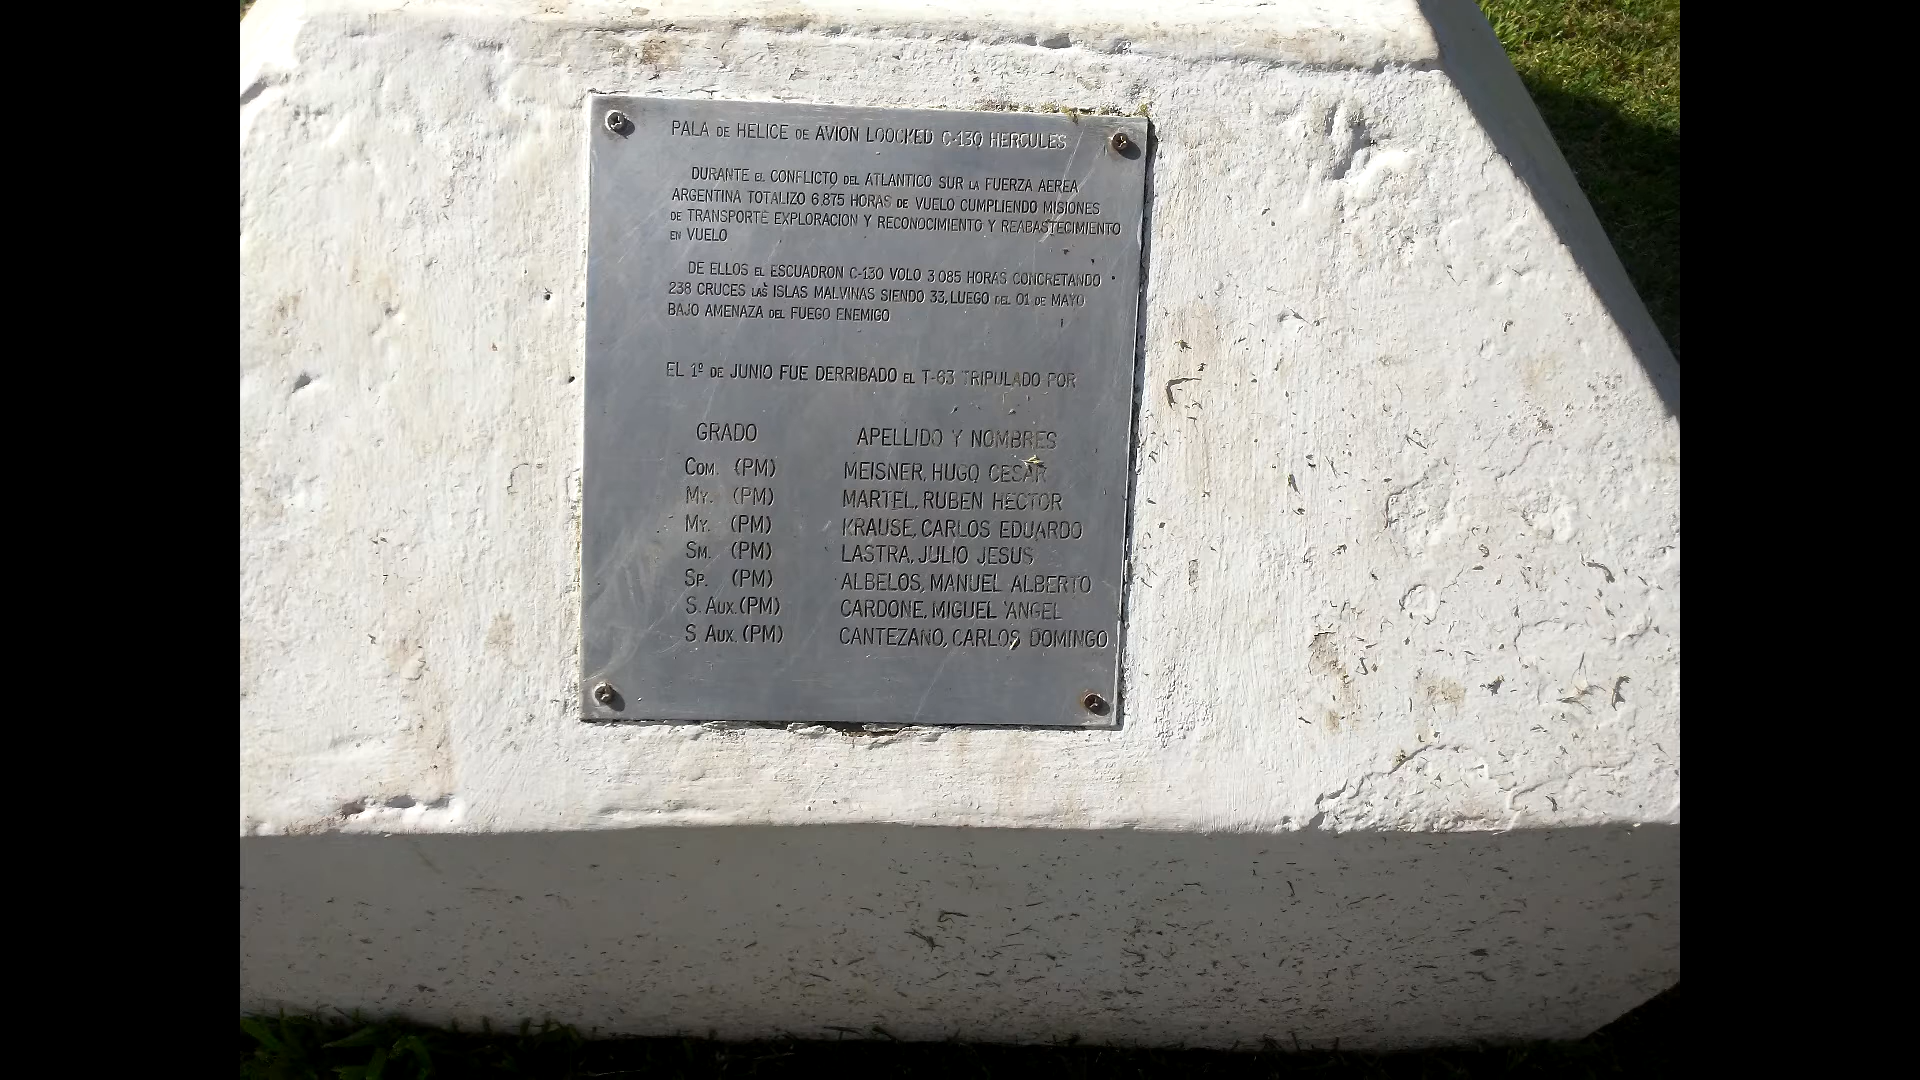 PALA DE HELICE DE AVION LOOCKED C-130 HERCULES
DURANTE EL CONFLICTO DEL ATLANTICO SUR LA FUERZA AEREA
ARGENTINA TOTALIZO 6.875 HORAS DE VUELO CUMPLIENDO MISIONES
DE TRANSPORTE EXPLORACION Y RECONOCIMIENTO Y REABASTECIMIENTO
EN VUELO
DE ELLOS EL ESCUADRON C-130 VOLO 3.085 HORAS CONCRETANDO
238 CRUCES LAS ISLAS MALVINAS SIENDO 33, LUEGO DEL 01 DE MAYO
BAJO AMENAZA DEL FUEGO ENEMIGO
EL 1º DE JUNIO FUE DERRIBADO EL T-63 TRIPULADO POR
GRADO APELLIDO Y NOMBRES
COM. (PM) MEISNER, HUGO CESAR
MY. (PM) MARTEL, RUBEN HECTOR
MY. (PM) KRAUSE, CARLOS EDUARDO
SM. (PM) LASTRA, JULIO JESUS
SP. (PM) ALBELOS, MANUEL ALBERTO
S. AUX. (PM) CARDONE, MIGUEL ANGEL
S AUX. (PM) CANTEZANO, CARLOS DOMINGO